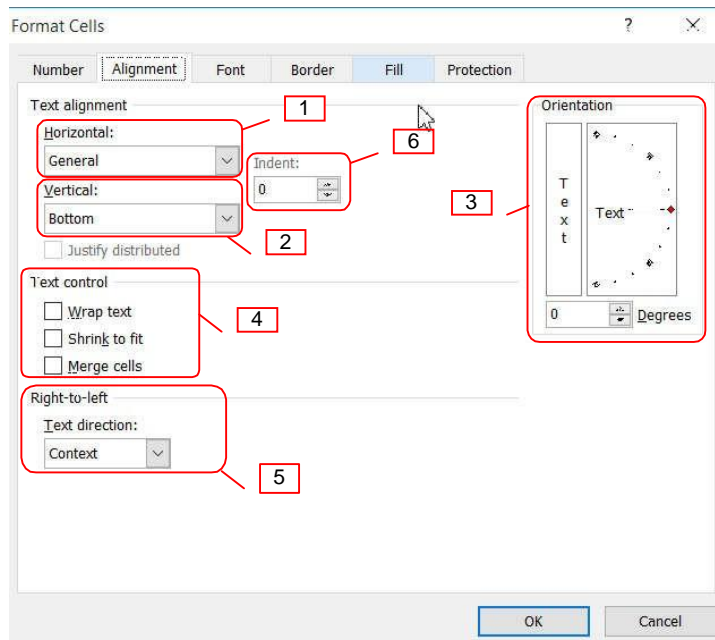 Format Cells ?
Number Alignment Font Border Fill Protection
Text alignment
1
Horizontal:
General
6
Indent:
0
Vertical:
Bottom
2
Justify distributed
Orientation
3
T
e
x
t
Text
0 Degrees
Text control
Wrap text
4
Shrink to fit
Merge cells
Right-to-left
Text direction:
Context
5
OK Cancel